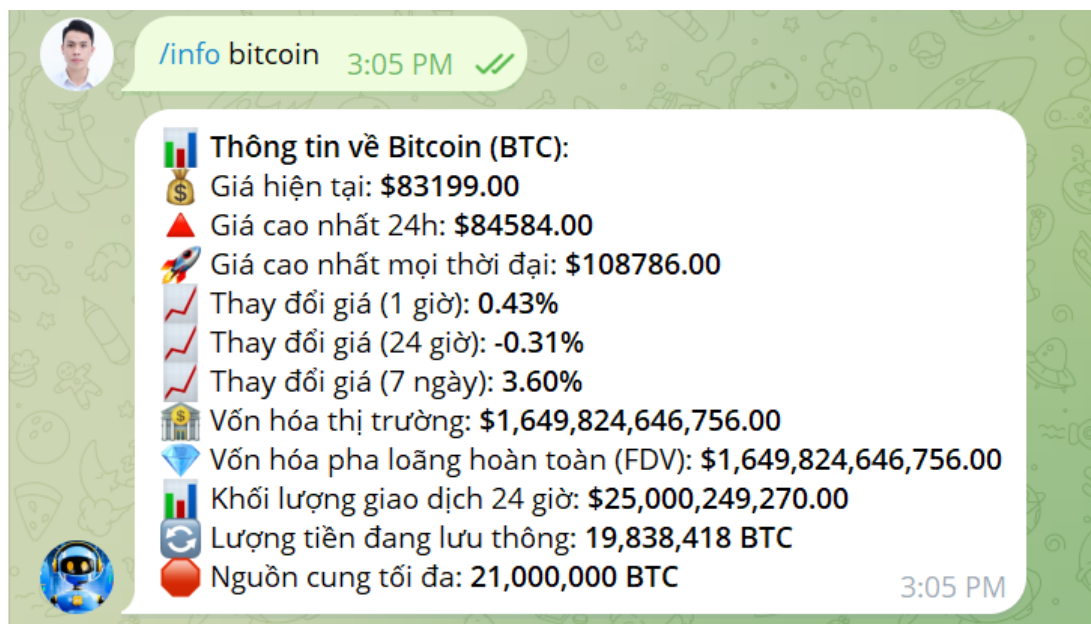 /info bitcoin 3:05 PM
Thông tin về Bitcoin (BTC):
Giá hiện tại: $83199.00
Giá cao nhất 24h: $84584.00
Giá cao nhất mọi thời đại: $108786.00
Thay đổi giá (1 giờ): 0.43%
Thay đổi giá (24 giờ): -0.31%
Thay đổi giá (7 ngày): 3.60%
Vốn hóa thị trường: $1,649,824,646,756.00
Vốn hóa pha loãng hoàn toàn (FDV): $1,649,824,646,756.00
Khối lượng giao dịch 24 giờ: $25,000,249,270.00
Lượng tiền đang lưu thông: 19,838,418 BTC
Nguồn cung tối đa: 21,000,000 BTC
3:05 PM